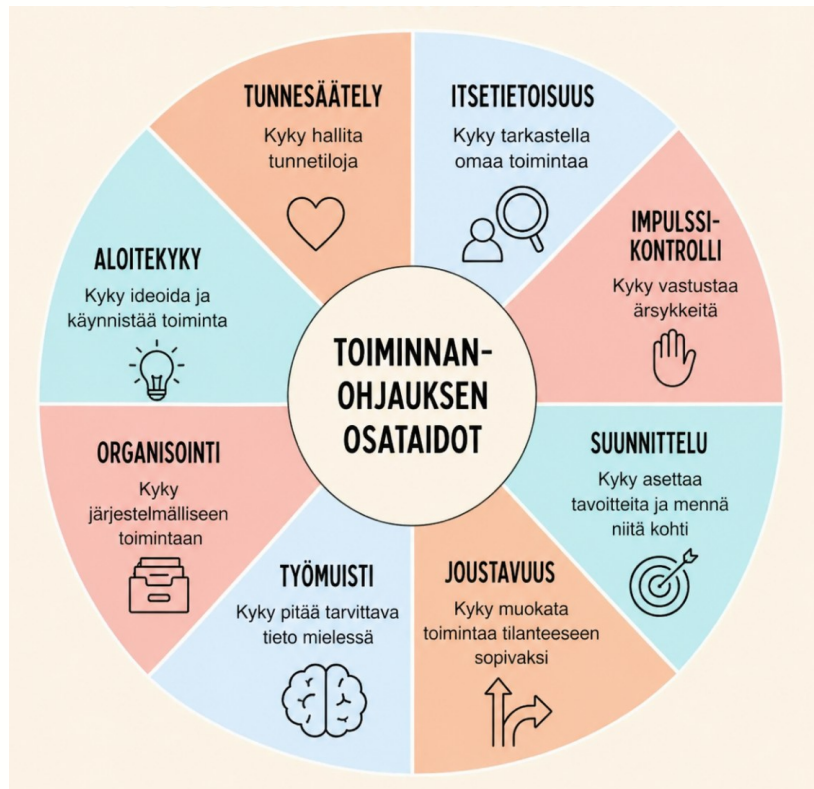 TUNNESÄÄTELY
Kyky hallita
tunnetiloja
ITSETIETOISUUS
Kyky tarkastella
omaa toimintaa
IMPULSSI-
KONTROLLI
Kyky vastustaa
ärsykkeitä
SUUNNITTELU
Kyky asettaa
tavoitteita ja mennä
niitä kohti
JOUSTAVUUS
Kyky muokata
toimintaa tilanteeseen
sopivaksi
TYÖMUISTI
Kyky pitää tarvittava
tieto mielessä
ORGANISOINTI
Kyky
järjestelmälliseen
toimintaan
ALOITEKYKY
Kyky ideoida ja
käynnistää toiminta
TOIMINNAN-
OHJAUKSEN
OSATAIDOT